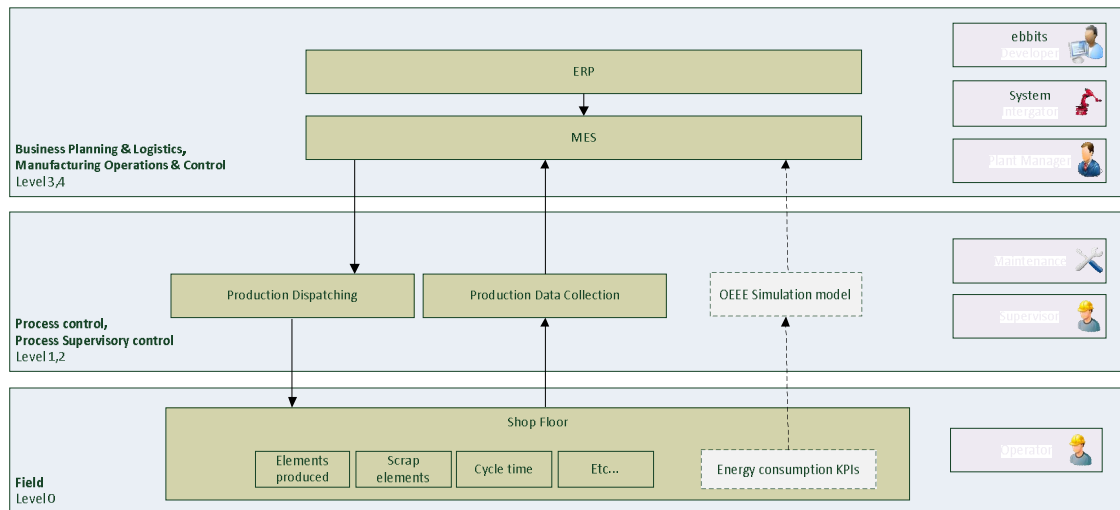 ERP
MES
Business Planning & Logistics,
Manufacturing Operations & Control
Level 3,4
ebbits
Developer
System
Intergator
Plant Manager
Production Dispatching
Production Data Collection
OEEE Simulation model
Process control,
Process Supervisory control
Level 1,2
Maintenance
Supervisor
Shop Floor
Elements
produced
Scrap
elements
Cycle time
Etc...
Energy consumption KPIs
Field
Level 0
Operator